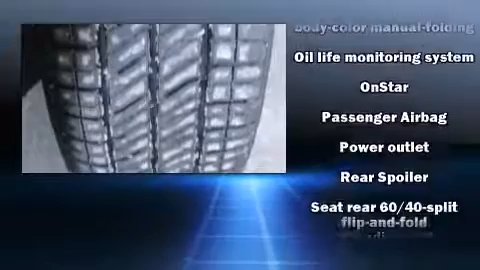 body-color manual-folding
Oil life monitoring system
OnStar
Passenger Airbag
Power outlet
Rear Spoiler
Seat rear 60/40-split
flip-and-fold